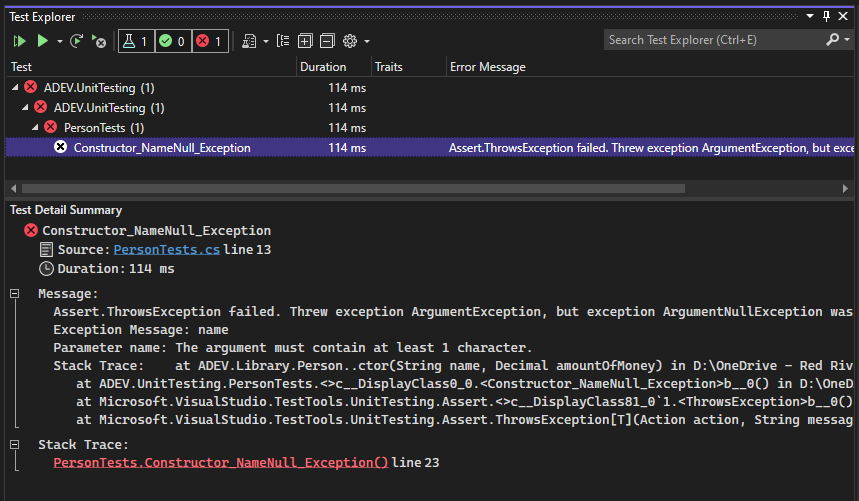 Test Explorer
1 0 1
Search Test Explorer (Ctrl+E)
Test Duration Traits Error Message
ADEV.UnitTesting (1) 114 ms
ADEV.UnitTesting (1) 114 ms
PersonTests (1) 114 ms
Constructor_NameNull_Exception 114 ms Assert.ThrowsException failed. Threw exception ArgumentException, but exce
Test Detail Summary
Constructor_NameNull_Exception
Source: PersonTests.cs line 13
Duration: 114 ms
Message:
Assert.ThrowsException failed. Threw exception ArgumentException, but exception ArgumentNullException was
Exception Message: name
Parameter name: The argument must contain at least 1 character.
Stack Trace: at ADEV.Library.Person..ctor(String name, Decimal amountOfMoney) in D:\OneDrive - Red Riv
at ADEV.UnitTesting.PersonTests.<>c__DisplayClass0_0.<Constructor_NameNull_Exception>b__0() in D:\OneD
at Microsoft.VisualStudio.TestTools.UnitTesting.Assert.<>c__DisplayClass81_0`1.<ThrowsException>b__0()
at Microsoft.VisualStudio.TestTools.UnitTesting.Assert.ThrowsException[T](Action action, String messag
Stack Trace:
PersonTests.Constructor_NameNull_Exception() line 23